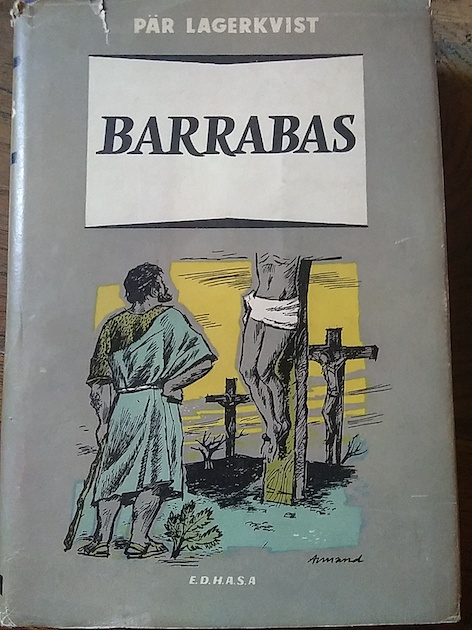 PÄR LAGERKVIST
BARRABAS
Armand
E.D.H.A.S.A